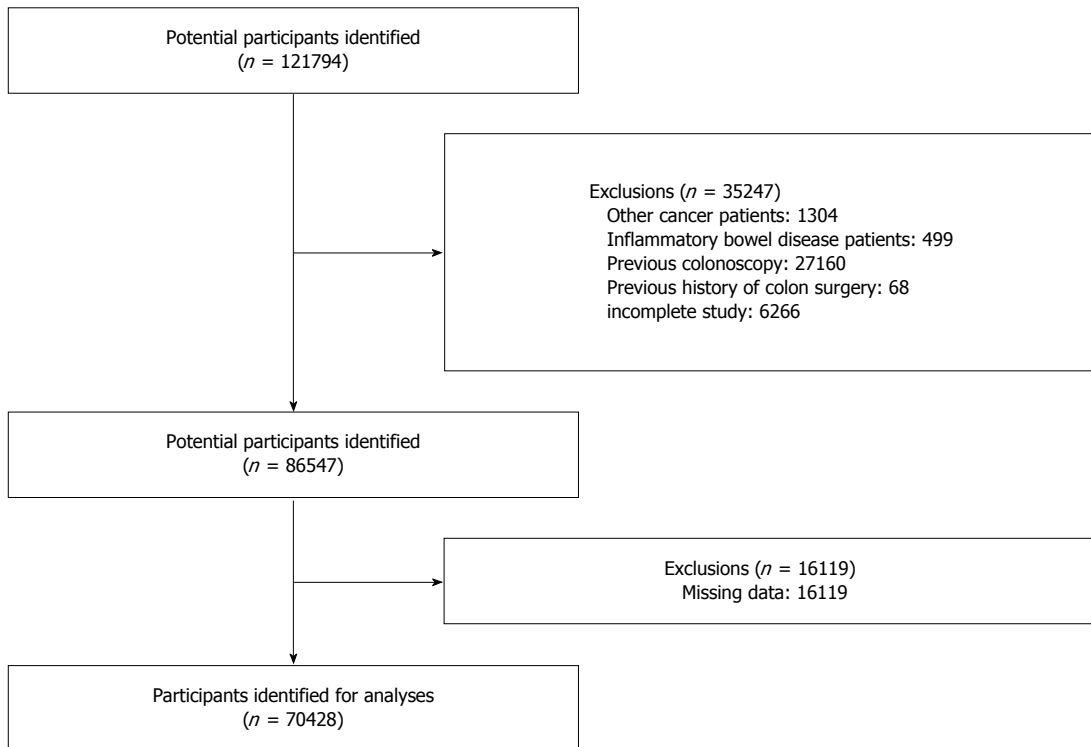 Potential participants identified
(n = 121794)
Exclusions (n = 35247)
Other cancer patients: 1304
Inflammatory bowel disease patients: 499
Previous colonoscopy: 27160
Previous history of colon surgery: 68
incomplete study: 6266
Potential participants identified
(n = 86547)
Exclusions (n = 16119)
Missing data: 16119
Participants identified for analyses
(n = 70428)